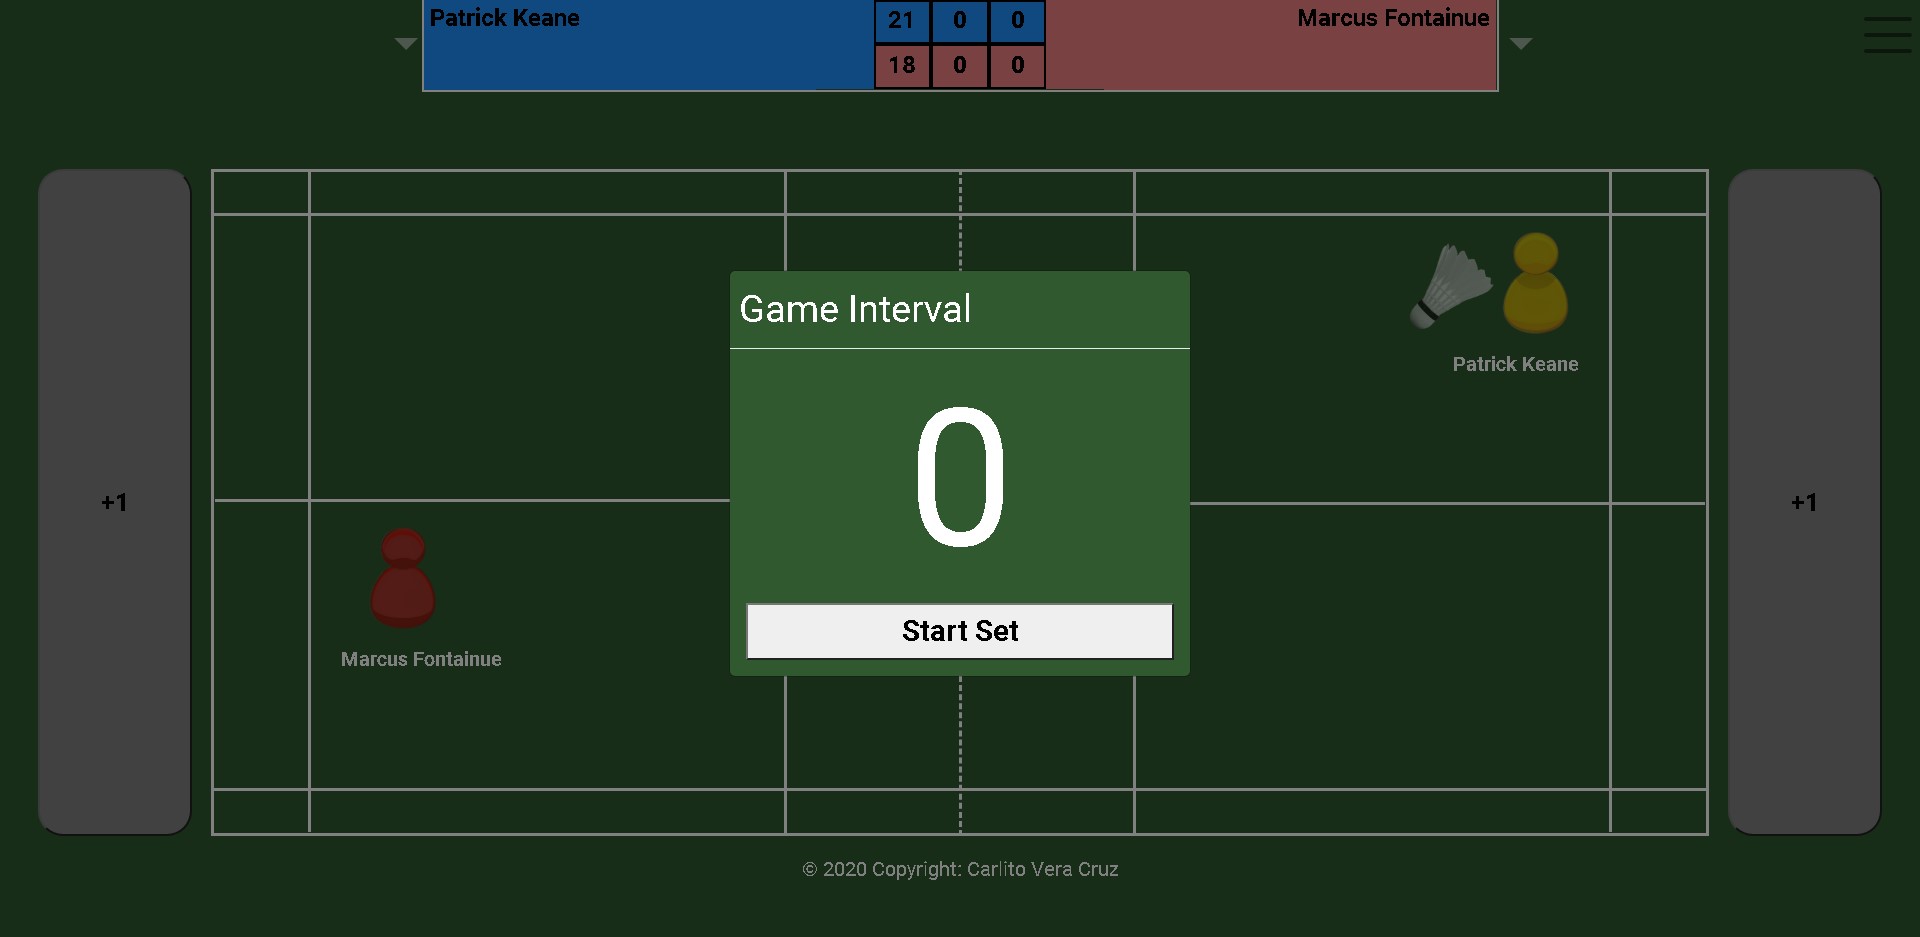 Patrick Keane 21 0 0 Marcus Fontainue
18 0 0
Game Interval
0
Patrick Keane
+1 +1
Start Set
Marcus Fontainue
© 2020 Copyright: Carlito Vera Cruz